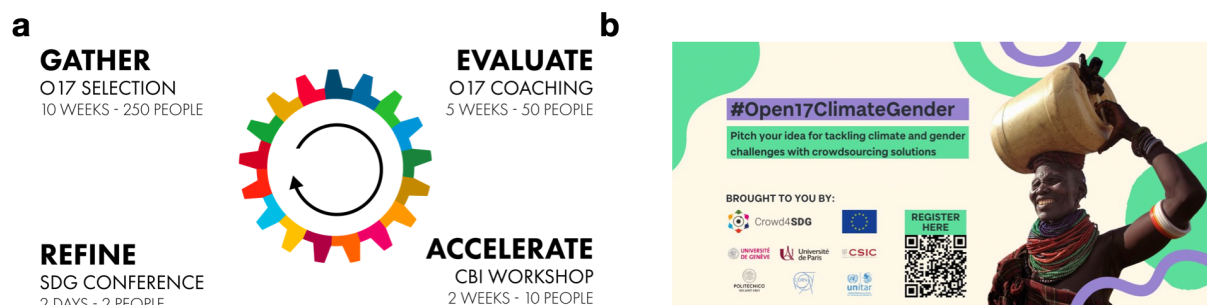 a
GATHER
O17 SELECTION
10 WEEKS - 250 PEOPLE
EVALUATE
O17 COACHING
5 WEEKS - 50 PEOPLE
REFINE
SDG CONFERENCE
2 DAYS - 2 PEOPLE
ACCELERATE
CBI WORKSHOP
2 WEEKS - 10 PEOPLE
b
#Open17ClimateGender
Pitch your idea for tackling climate and gender
challenges with crowdsourcing solutions
BROUGHT TO YOU BY:
Crowd4SDG
UNIVERSITÉ
DE GENÈVE
Université
de Paris
CSIC
POLITECNICO
unitar
REGISTER
HERE